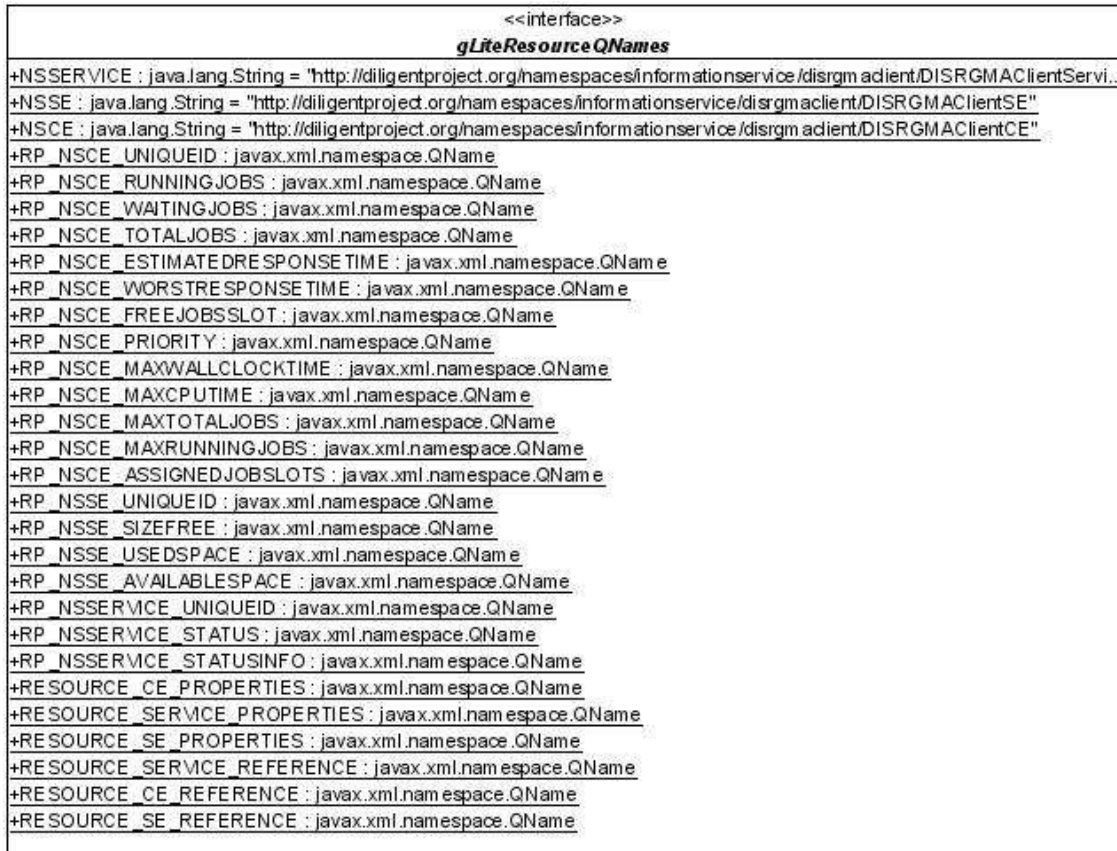 <<interface>>
gLiteResourceQNames
+NSSERVICE : java.lang.String = "http://diligentproject.org/namespaces/informationservice/disrgmaclient/DISRGMAClientServi...
+NSSE : java.lang.String = "http://diligentproject.org/namespaces/informationservice/disrgmaclient/DISRGMAClientSE"
+NSCE : java.lang.String = "http://diligentproject.org/namespaces/informationservice/disrgmaclient/DISRGMAClientCE"
+RP_NSCE_UNIQUEID : javax.xml.namespace.QName
+RP_NSCE_RUNNINGJOBS : javax.xml.namespace.QName
+RP_NSCE_WAITINGJOBS : javax.xml.namespace.QName
+RP_NSCE_TOTALJOBS : javax.xml.namespace.QName
+RP_NSCE_ESTIMATEDRESPONSETIME : javax.xml.namespace.QName
+RP_NSCE_WORSTRESPONSETIME : javax.xml.namespace.QName
+RP_NSCE_FREEJOBSSLOT : javax.xml.namespace.QName
+RP_NSCE_PRIORITY : javax.xml.namespace.QName
+RP_NSCE_MAXWALLCLOCKTIME : javax.xml.namespace.QName
+RP_NSCE_MAXCPUTIME : javax.xml.namespace.QName
+RP_NSCE_MAXTOTALJOBS : javax.xml.namespace.QName
+RP_NSCE_MAXRUNNINGJOBS : javax.xml.namespace.QName
+RP_NSCE_ASSIGNEDJOBSLOTS : javax.xml.namespace.QName
+RP_NSSE_UNIQUEID : javax.xml.namespace.QName
+RP_NSSE_SIZEFREE : javax.xml.namespace.QName
+RP_NSSE_USEDSPACE : javax.xml.namespace.QName
+RP_NSSE_AVAILABLESPACE : javax.xml.namespace.QName
+RP_NSSERVICE_UNIQUEID : javax.xml.namespace.QName
+RP_NSSERVICE_STATUS : javax.xml.namespace.QName
+RP_NSSERVICE_STATUSINFO : javax.xml.namespace.QName
+RESOURCE_CE_PROPERTIES : javax.xml.namespace.QName
+RESOURCE_SERVICE_PROPERTIES : javax.xml.namespace.QName
+RESOURCE_SE_PROPERTIES : javax.xml.namespace.QName
+RESOURCE_SERVICE_REFERENCE : javax.xml.namespace.QName
+RESOURCE_CE_REFERENCE : javax.xml.namespace.QName
+RESOURCE_SE_REFERENCE : javax.xml.namespace.QName